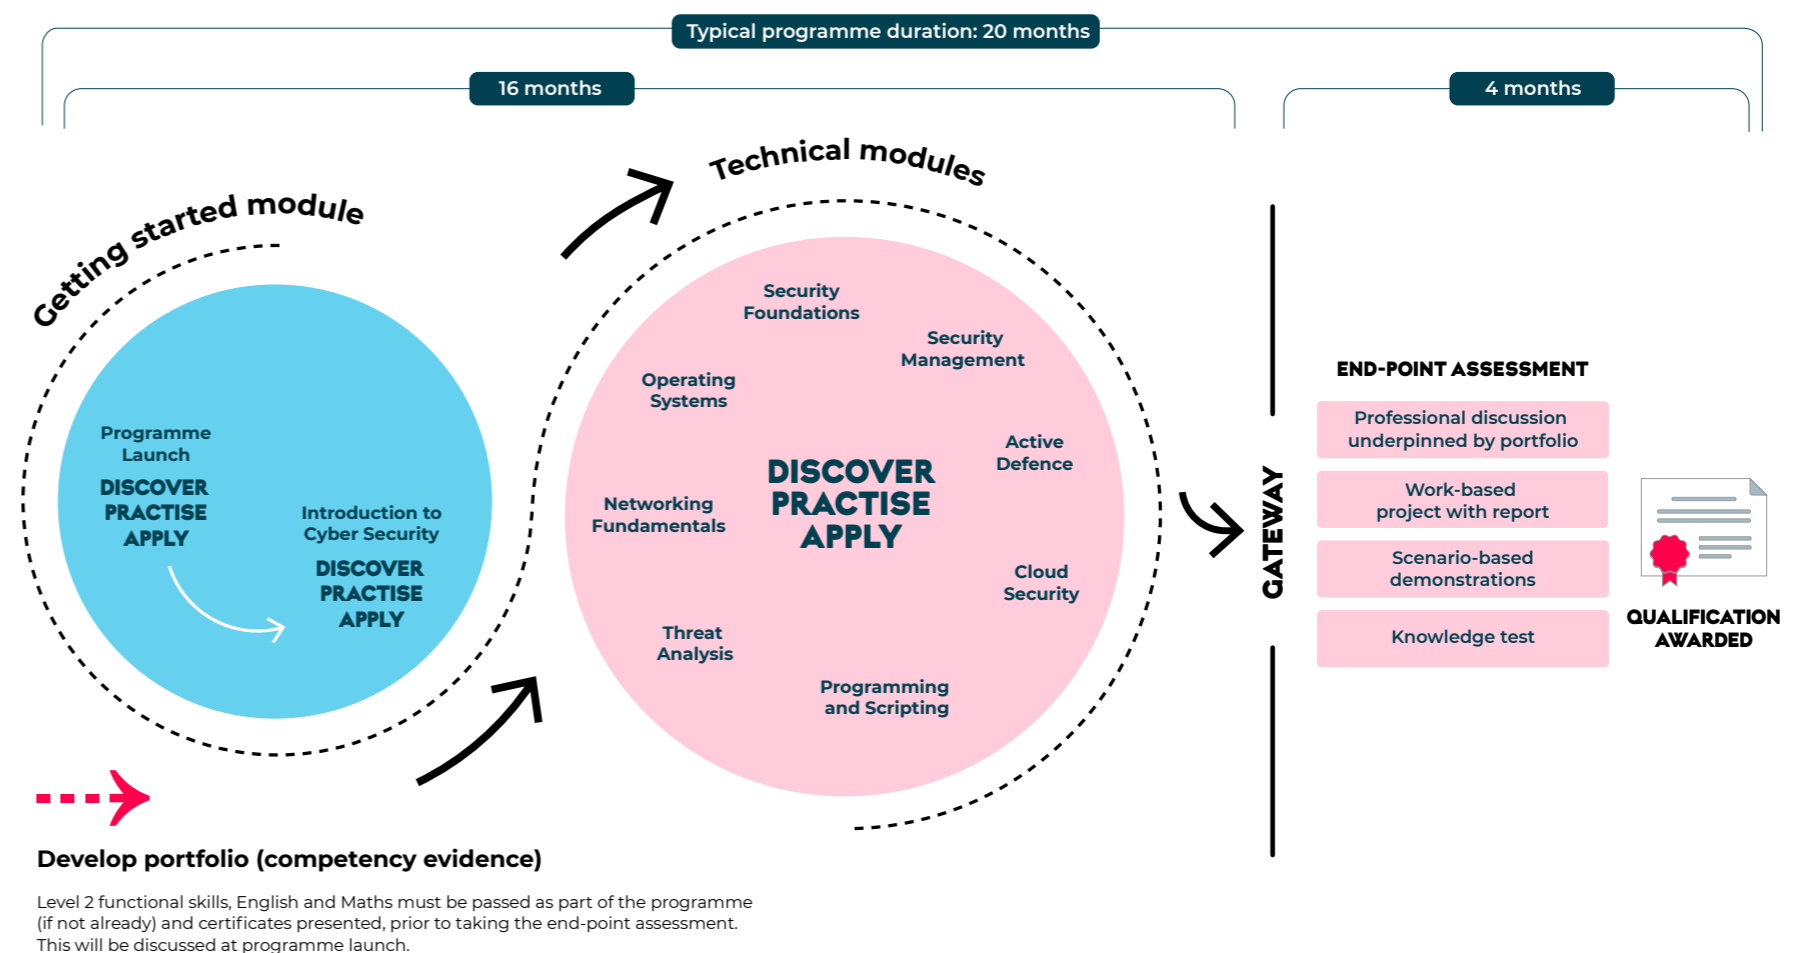 Typical programme duration: 20 months
16 months
4 months
Getting started module
Programme
Launch
DISCOVER
PRACTISE
APPLY
Introduction to
Cyber Security
DISCOVER
PRACTISE
APPLY
Technical modules
Security
Foundations
Security
Management
Operating
Systems
Active
Defence
DISCOVER
PRACTISE
APPLY
Networking
Fundamentals
Cloud
Security
Threat
Analysis
Programming
and Scripting
GATEWAY
END-POINT ASSESSMENT
Professional discussion
underpinned by portfolio
Work-based
project with report
Scenario-based
demonstrations
Knowledge test
QUALIFICATION
AWARDED
Develop portfolio (competency evidence)
Level 2 functional skills, English and Maths must be passed as part of the programme
(if not already) and certificates presented, prior to taking the end-point assessment.
This will be discussed at programme launch.